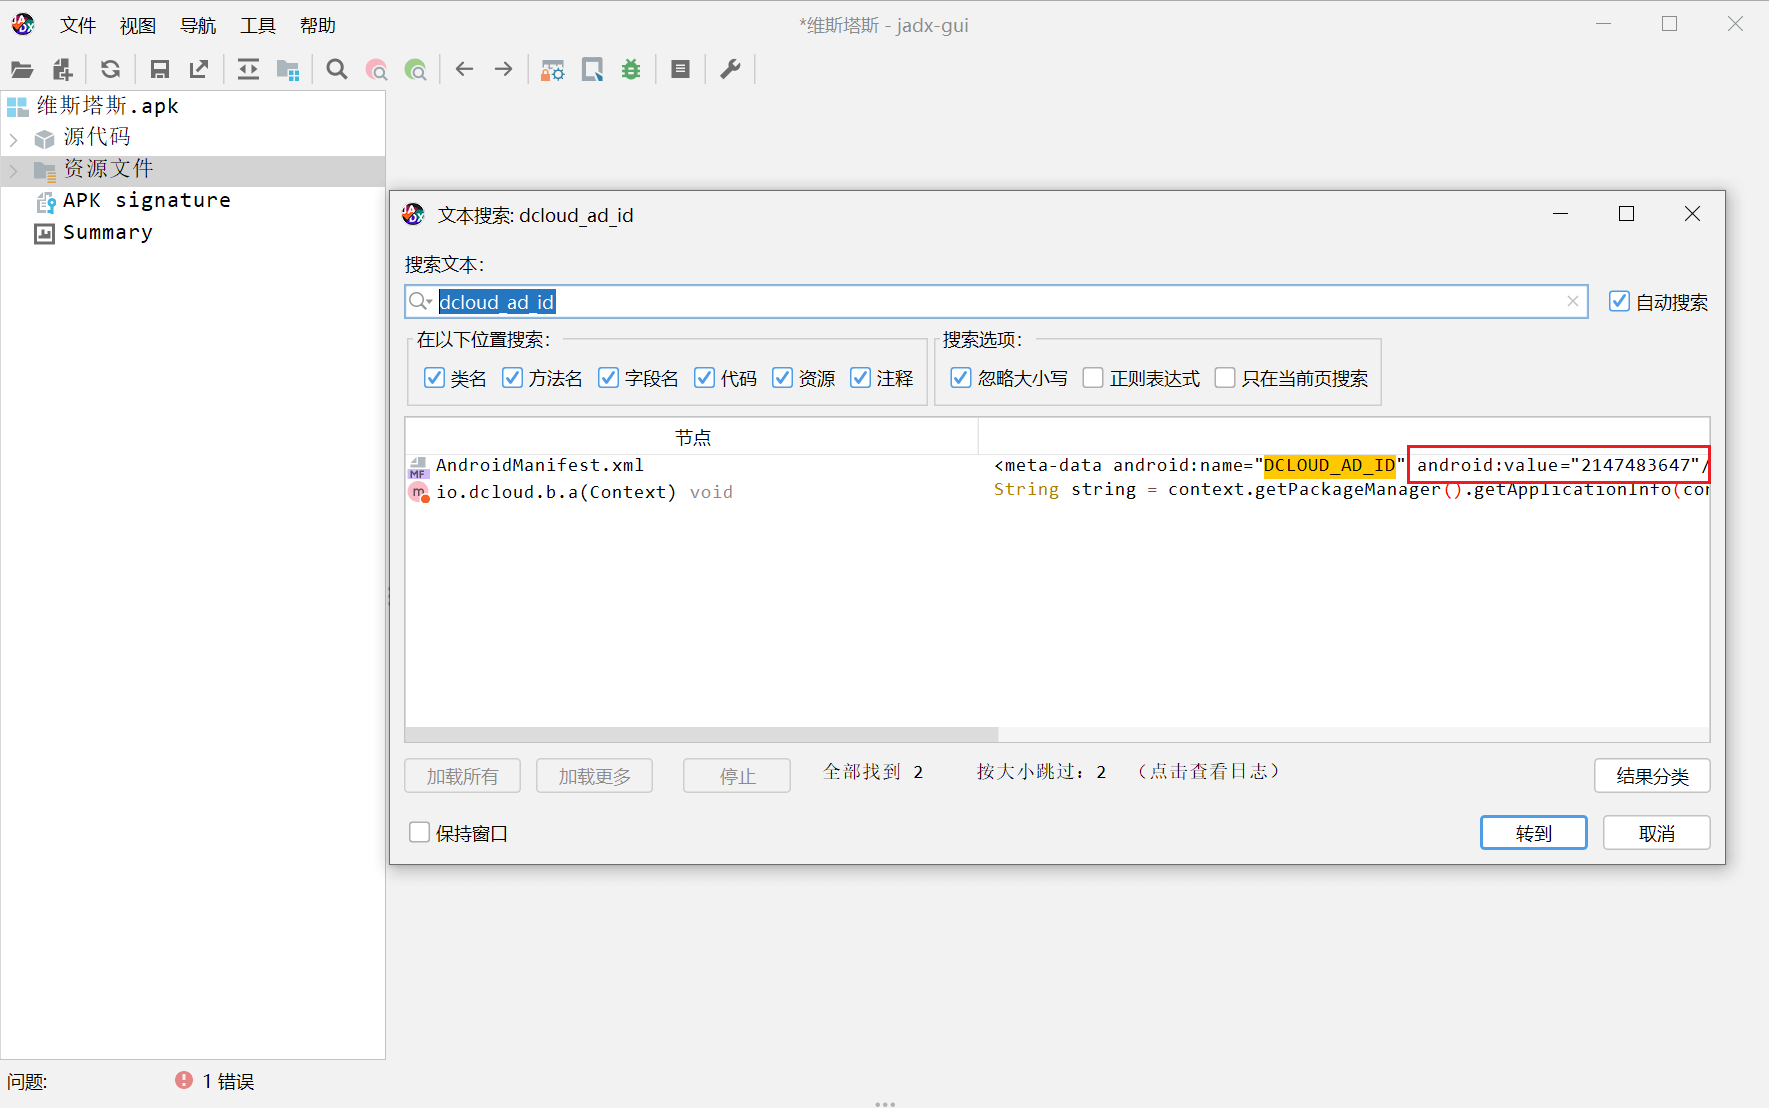 文件 视图 导航 工具 帮助
*维斯塔斯 - jadx-gui
维斯塔斯.apk
源代码
资源文件
APK signature
Summary
文本搜索: dcloud_ad_id
搜索文本:
dcloud_ad_id
自动搜索
在以下位置搜索:
类名 方法名 字段名 代码 资源 注释
搜索选项:
忽略大小写 正则表达式 只在当前页搜索
节点
AndroidManifest.xml <meta-data android:name="DCLOUD_AD_ID" android:value="2147483647"/
io.dcloud.b.a(Context) void String string = context.getPackageManager().getApplicationInfo(con
加载所有 加载更多 停止 全部找到 2 按大小跳过: 2 (点击查看日志) 结果分类
保持窗口 转到 取消
问题: 1 错误